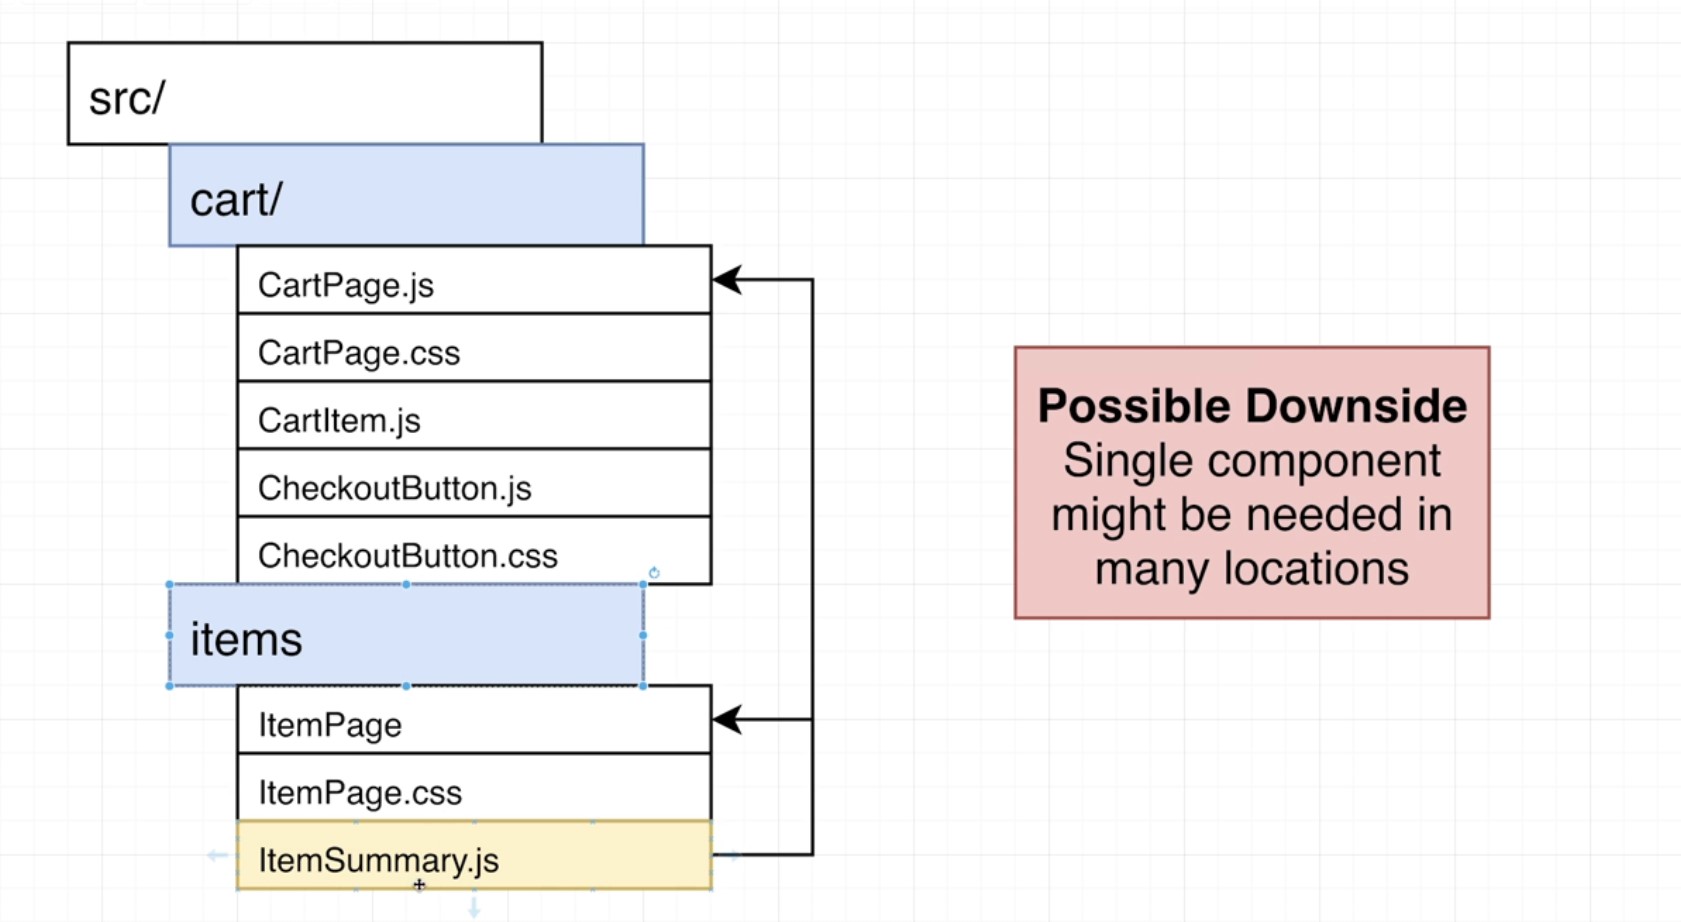 src/
cart/
CartPage.js
CartPage.css
CartItem.js
CheckoutButton.js
CheckoutButton.css
items
ItemPage
ItemPage.css
ItemSummary.js
Possible Downside
Single component
might be needed in
many locations